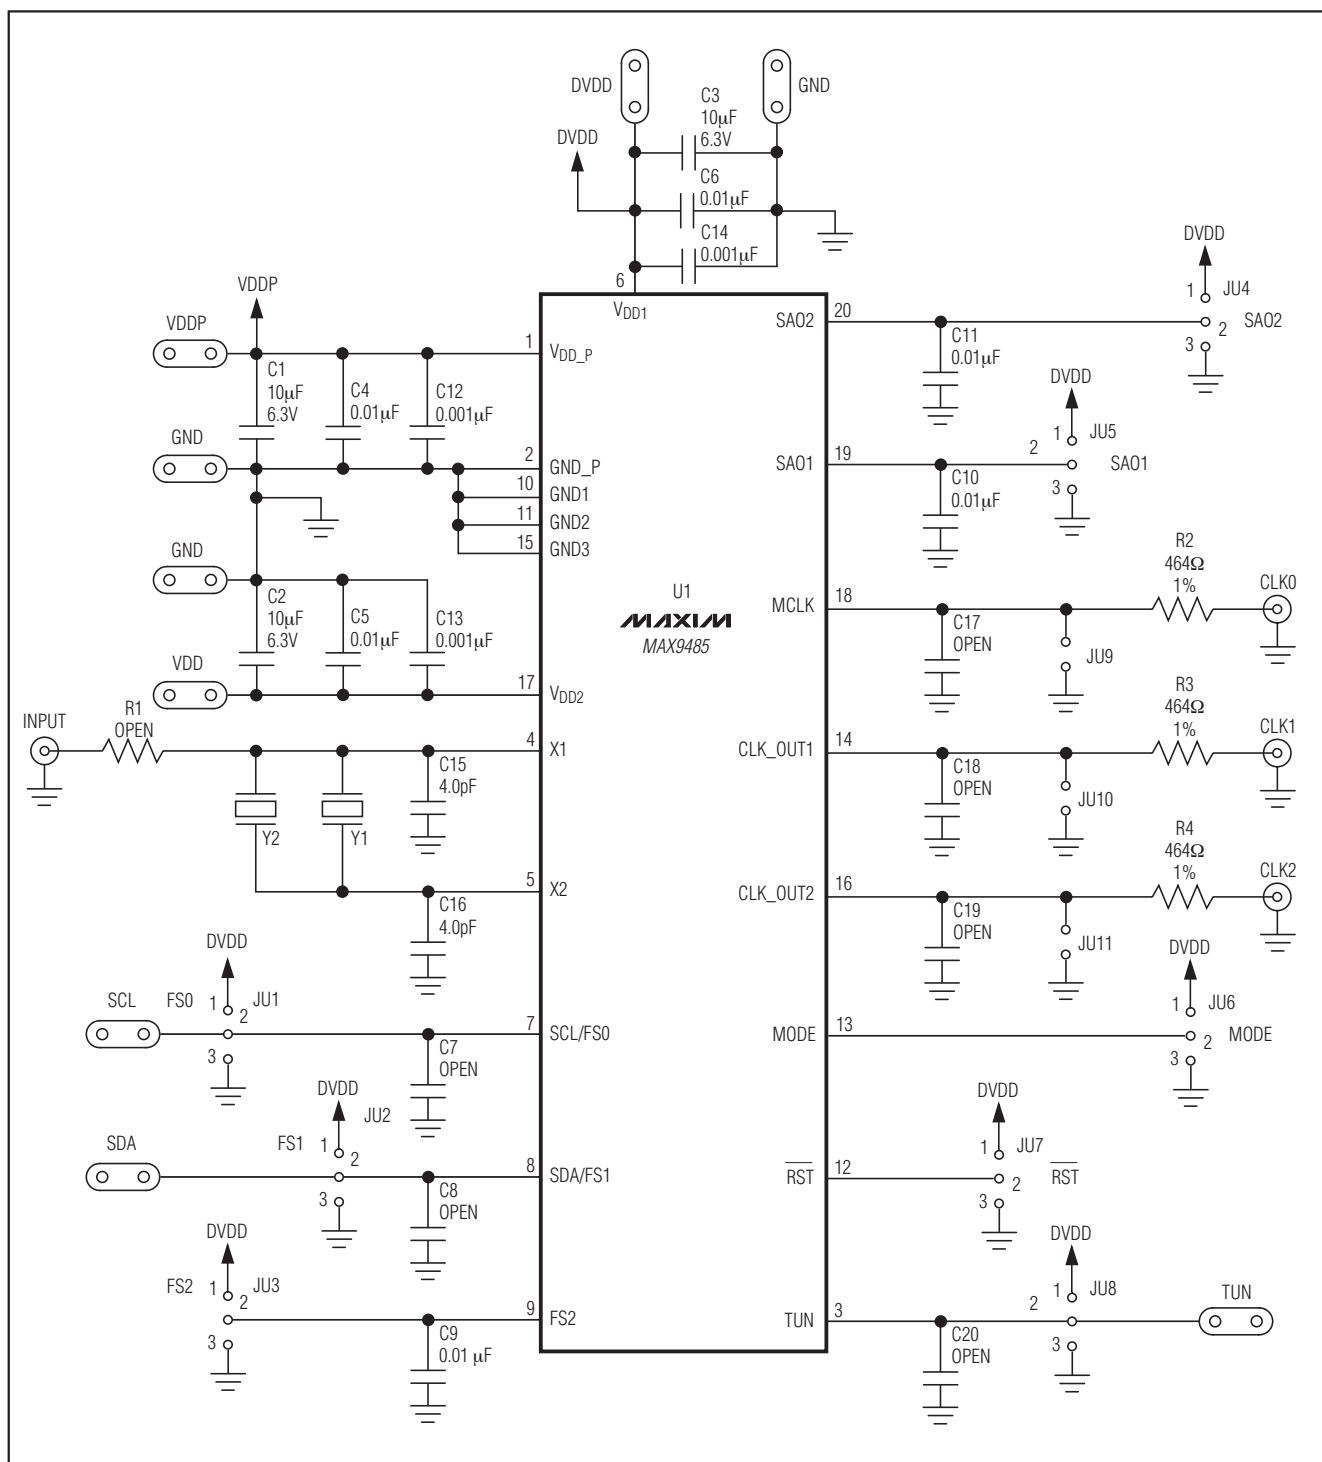 DVDD
GND
C3
10μF
6.3V
DVDD
C6
0.01μF
C14
0.001μF
6
VDD1
VDDP
VDDP
C1
10μF
6.3V
C4
0.01μF
C12
0.001μF
1
VDD_P
GND
2
GND_P
10
GND1
11
GND2
15
GND3
GND
C2
10μF
6.3V
C5
0.01μF
C13
0.001μF
VDD
17
VDD2
INPUT
R1
OPEN
4
X1
C15
4.0pF
Y2
Y1
5
X2
C16
4.0pF
DVDD
SCL
FS0
1
JU1
2
3
7
SCL/FS0
C7
OPEN
DVDD
JU2
SDA
FS1
1
2
3
8
SDA/FS1
C8
OPEN
DVDD
FS2
1
JU3
2
3
9
FS2
C9
0.01 μF
U1
MAXIM
MAX9485
DVDD
1
JU4
SAO2
20
2
SAO2
C11
0.01μF
3
DVDD
1
JU5
SAO1
19
2
SAO1
C10
0.01μF
3
R2
464Ω
1%
CLK0
MCLK
18
C17
OPEN
JU9
R3
464Ω
1%
CLK1
CLK_OUT1
14
C18
OPEN
JU10
R4
464Ω
1%
CLK2
CLK_OUT2
16
C19
OPEN
JU11
DVDD
1
JU6
MODE
13
2
MODE
3
DVDD
1
JU7
RST
12
2
RST
3
DVDD
1
JU8
TUN
TUN
3
2
C20
OPEN
3